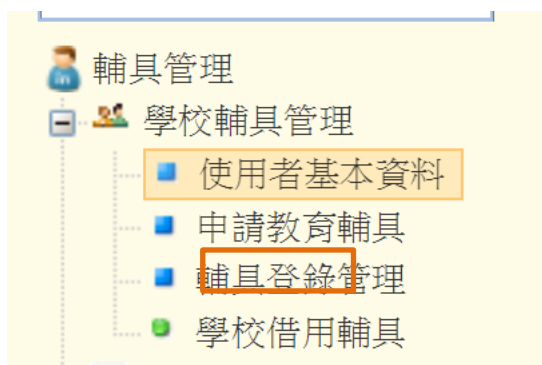 輔具管理
學校輔具管理
使用者基本資料
申請教育輔具
輔具登錄管理
學校借用輔具